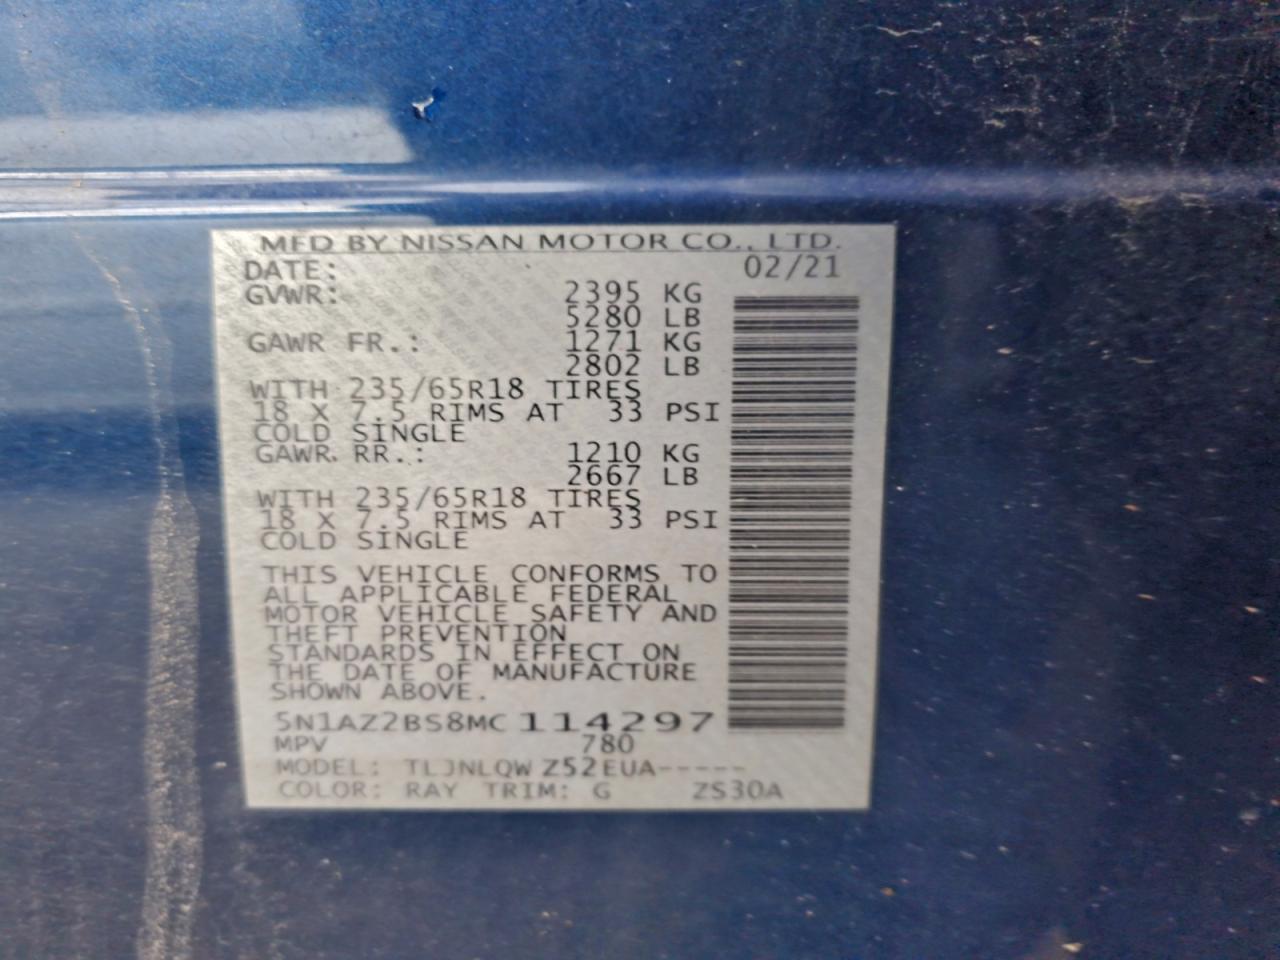 MFD BY NISSAN MOTOR CO., LTD.
DATE: 02/21
GVWR: 2395 KG
5280 LB
GAWR FR.: 1271 KG
2802 LB
WITH 235/65R18 TIRES
18 X 7.5 RIMS AT 33 PSI
COLD SINGLE
GAWR RR.: 1210 KG
2667 LB
WITH 235/65R18 TIRES
18 X 7.5 RIMS AT 33 PSI
COLD SINGLE
THIS VEHICLE CONFORMS TO
ALL APPLICABLE FEDERAL
MOTOR VEHICLE SAFETY AND
THEFT PREVENTION
STANDARDS IN EFFECT ON
THE DATE OF MANUFACTURE
SHOWN ABOVE.
5N1AZ2BS8MC114297
MPV 780
MODEL: TLJNLQW Z52EUA-----
COLOR: RAY TRIM: G ZS30A